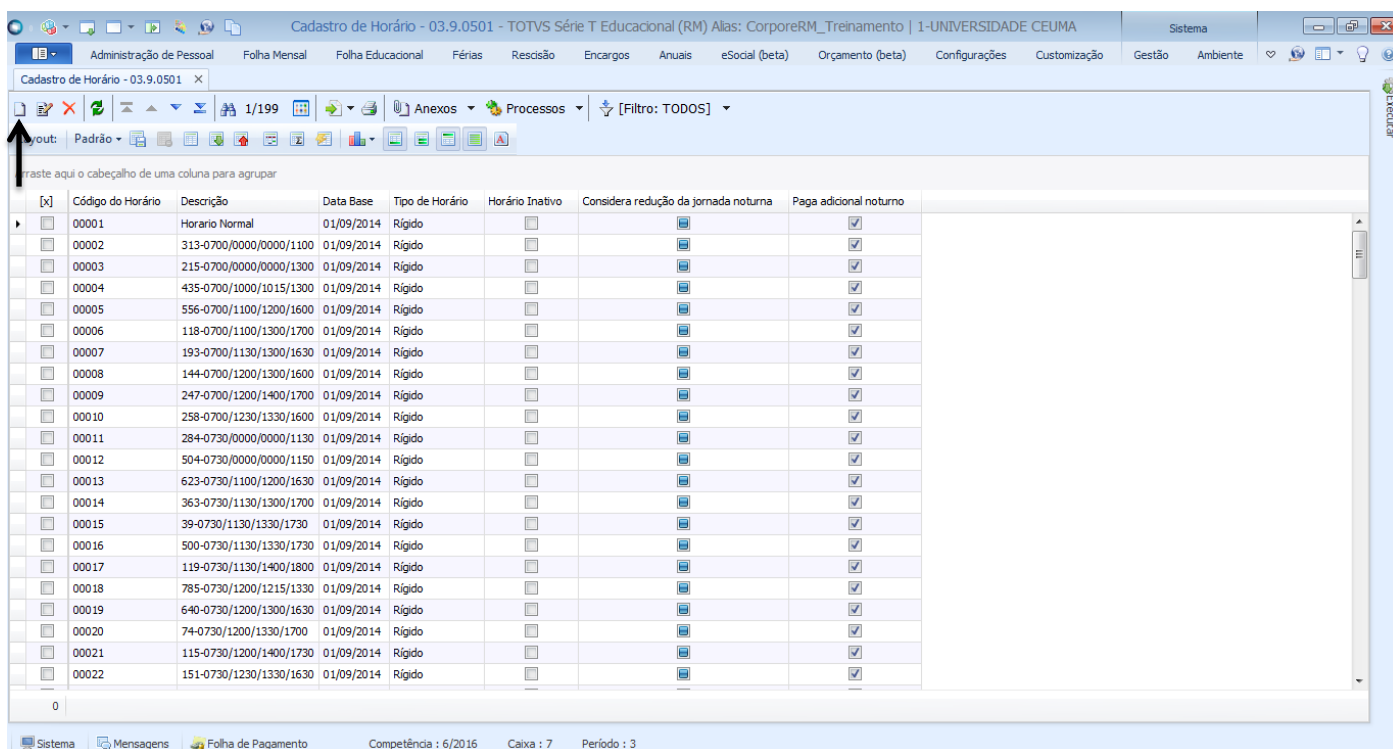 Cadastro de Horário - 03.9.0501 - TOTVS Série T Educacional (RM) Alias: CorporeRM_Treinamento | 1-UNIVERSIDADE CEUMA Sistema
Administração de Pessoal Folha Mensal Folha Educacional Férias Rescisão Encargos Anuais eSocial (beta) Orçamento (beta) Configurações Customização Gestão Ambiente
Cadastro de Horário - 03.9.0501 X
1/199 Anexos Processos [Filtro: TODOS]
Executar
Padrão
aqui o cabeçalho de uma coluna para agrupar
[x] Código do Horário Descrição Data Base Tipo de Horário Horário Inativo Considera redução da jornada noturna Paga adicional noturno
00001 Horario Normal 01/09/2014 Rígido
00002 313-0700/0000/0000/1100 01/09/2014 Rígido
00003 215-0700/0000/0000/1300 01/09/2014 Rígido
00004 435-0700/1000/1015/1300 01/09/2014 Rígido
00005 556-0700/1100/1200/1600 01/09/2014 Rígido
00006 118-0700/1100/1300/1700 01/09/2014 Rígido
00007 193-0700/1130/1300/1630 01/09/2014 Rígido
00008 144-0700/1200/1300/1600 01/09/2014 Rígido
00009 247-0700/1200/1400/1700 01/09/2014 Rígido
00010 258-0700/1230/1330/1600 01/09/2014 Rígido
00011 284-0730/0000/0000/1130 01/09/2014 Rígido
00012 504-0730/0000/0000/1150 01/09/2014 Rígido
00013 623-0730/1100/1200/1630 01/09/2014 Rígido
00014 363-0730/1130/1300/1700 01/09/2014 Rígido
00015 39-0730/1130/1330/1730 01/09/2014 Rígido
00016 500-0730/1130/1330/1730 01/09/2014 Rígido
00017 119-0730/1130/1400/1800 01/09/2014 Rígido
00018 785-0730/1200/1215/1330 01/09/2014 Rígido
00019 640-0730/1200/1300/1630 01/09/2014 Rígido
00020 74-0730/1200/1330/1700 01/09/2014 Rígido
00021 115-0730/1200/1400/1730 01/09/2014 Rígido
00022 151-0730/1230/1330/1630 01/09/2014 Rígido
0
Sistema Mensagens Folha de Pagamento Competência : 6/2016 Caixa : 7 Período : 3